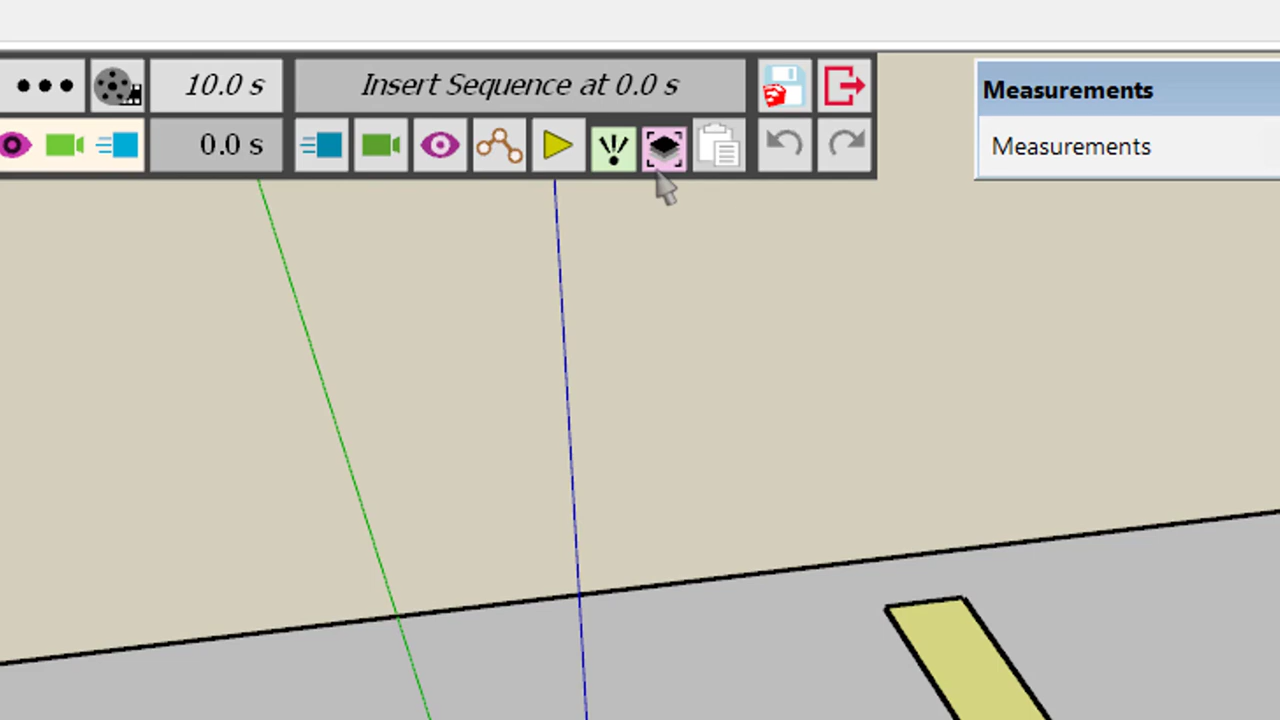 10.0 s
Insert Sequence at 0.0 s
0.0 s
Measurements
Measurements